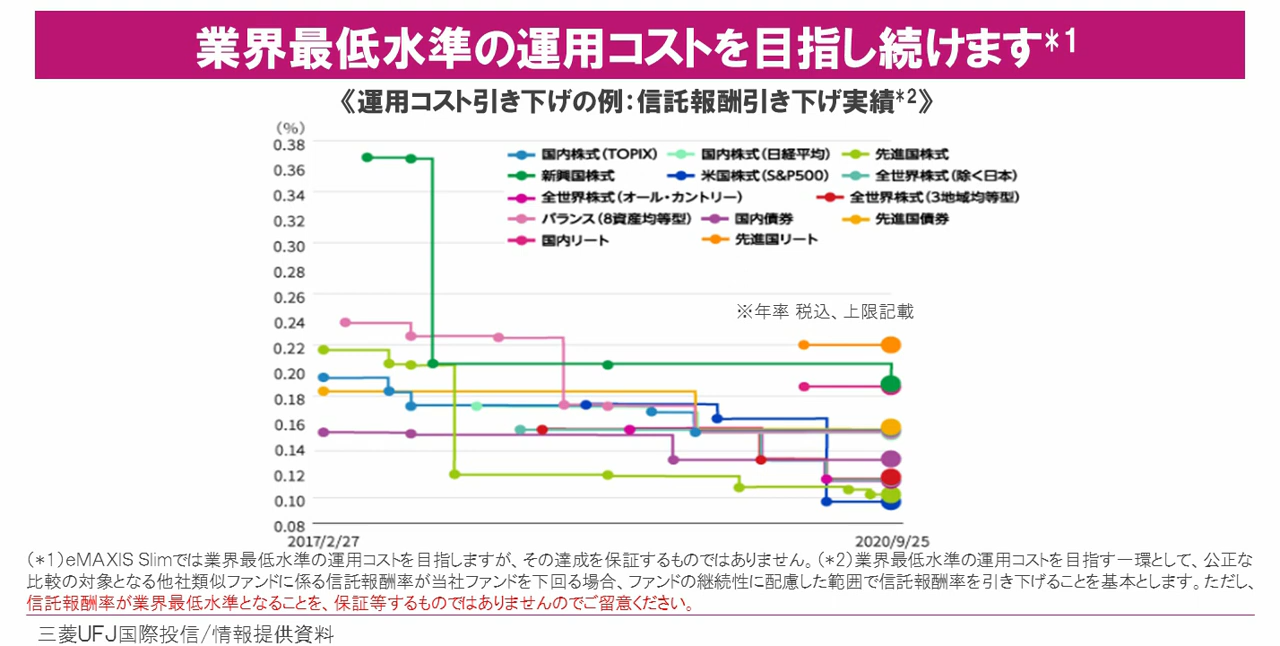 業界最低水準の運用コストを目指し続けます*1
《運用コスト引き下げの例：信託報酬引き下げ実績*2》
(%)
0.38
0.36
0.34
0.32
0.30
0.28
0.26
0.24
0.22
0.20
0.18
0.16
0.14
0.12
0.10
0.08
国内株式(TOPIX) 国内株式(日経平均) 先進国株式
新興国株式 米国株式(S&P500) 全世界株式(除く日本)
全世界株式(オール・カントリー) 全世界株式(3地域均等型)
バランス(8資産均等型) 国内債券 先進国債券
国内リート 先進国リート
※年率 税込、上限記載
2017/2/27 2020/9/25
(*1)eMAXIS Slimでは業界最低水準の運用コストを目指しますが、その達成を保証するものではありません。(*2)業界最低水準の運用コストを目指す一環として、公正な
比較の対象となる他社類似ファンドに係る信託報酬率が当社ファンドを下回る場合、ファンドの継続性に配慮した範囲で信託報酬率を引き下げることを基本とします。ただし、
信託報酬率が業界最低水準となることを、保証等するものではありませんのでご留意ください。
三菱UFJ国際投信/情報提供資料